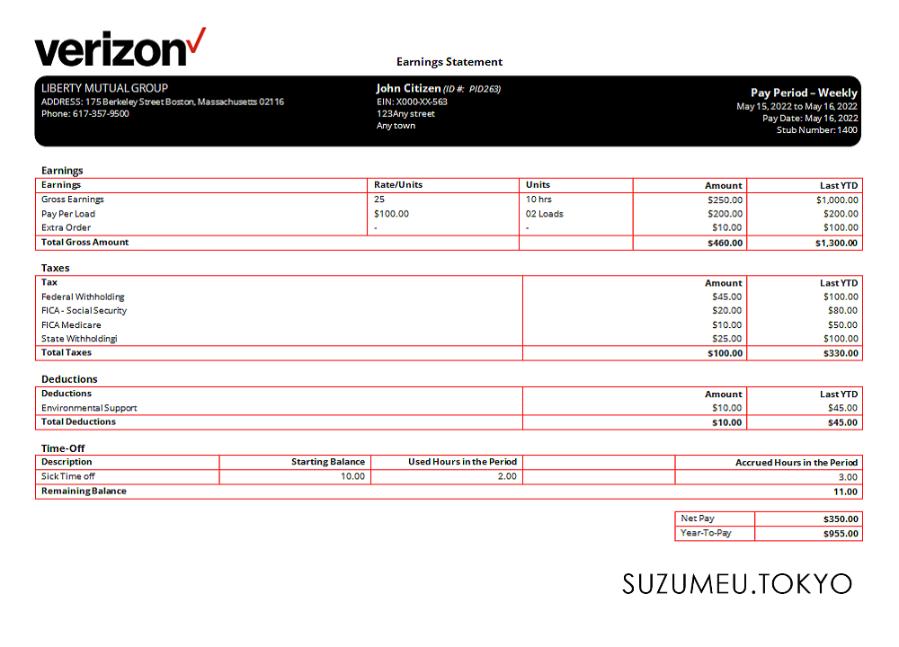 verizon
Earnings Statement
LIBERTY MUTUAL GROUP
ADDRESS: 175 Berkeley Street Boston, Massachusetts 02116
Phone: 617-357-9500
John Citizen (ID #: PID263)
EIN: X000-XX-563
123Any street
Any town
Pay Period – Weekly
May 15, 2022 to May 16, 2022
Pay Date: May 16, 2022
Stub Number: 1400
Earnings
Earnings Rate/Units Units Amount Last YTD
Gross Earnings 25 10 hrs $250.00 $1,000.00
Pay Per Load $100.00 02 Loads $200.00 $200.00
Extra Order - - $10.00 $100.00
Total Gross Amount $460.00 $1,300.00
Taxes
Tax Amount Last YTD
Federal Withholding $45.00 $100.00
FICA - Social Security $20.00 $80.00
FICA Medicare $10.00 $50.00
State Withholdingi $25.00 $100.00
Total Taxes $100.00 $330.00
Deductions
Deductions Amount Last YTD
Environmental Support $10.00 $45.00
Total Deductions $10.00 $45.00
Time-Off
Description Starting Balance Used Hours in the Period Accrued Hours in the Period
Sick Time off 10.00 2.00 3.00
Remaining Balance 11.00
Net Pay $350.00
Year-To-Pay $955.00
SUZUMEU.TOKYO